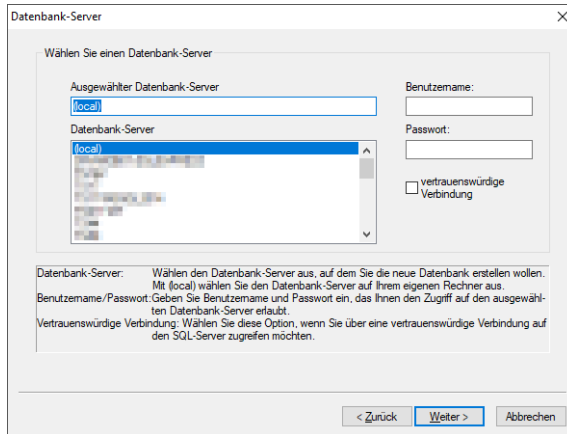 Datenbank-Server
Wählen Sie einen Datenbank-Server
Ausgewählter Datenbank-Server
(local)
Benutzername:
Datenbank-Server
(local)
Passwort:
vertrauenswürdige
Verbindung
Datenbank-Server: Wählen den Datenbank-Server aus, auf dem Sie die neue Datenbank erstellen wollen.
Mit (local) wählen Sie den Datenbank-Server auf Ihrem eigenen Rechner aus.
Benutzername/Passwort: Geben Sie Benutzername und Passwort ein, das Ihnen den Zugriff auf den ausgewähl-
ten Datenbank-Server erlaubt.
Vertrauenswürdige Verbindung: Wählen Sie diese Option, wenn Sie über eine vertrauenswürdige Verbindung auf
den SQL-Server zugreifen möchten.
< Zurück
Weiter >
Abbrechen